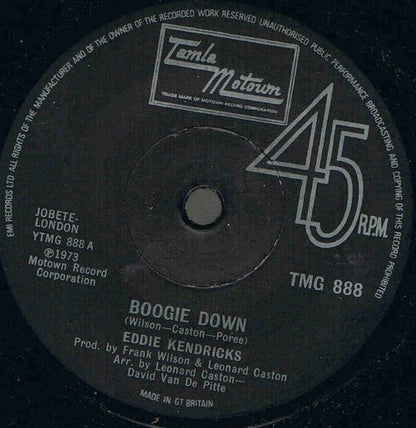 EMI RECORDS LTD ALL RIGHTS OF THE MANUFACTURER AND OF THE OWNER OF THE RECORDED WORK RESERVED UNAUTHORISED PUBLIC PERFORMANCE BROADCASTING AND COPYING OF THIS RECORD PROHIBITED
Tamla
Motown
TRADE MARK OF MOTOWN RECORD CORPORATION
45
R.P.M.
JOBETE-
LONDON
YTMG 888 A
℗1973
Motown Record
Corporation
TMG 888
BOOGIE DOWN
(Wilson—Caston—Poree)
EDDIE KENDRICKS
Prod. by Frank Wilson & Leonard Caston
Arr. by Leonard Caston—
David Van De Pitte
MADE IN GT BRITAIN